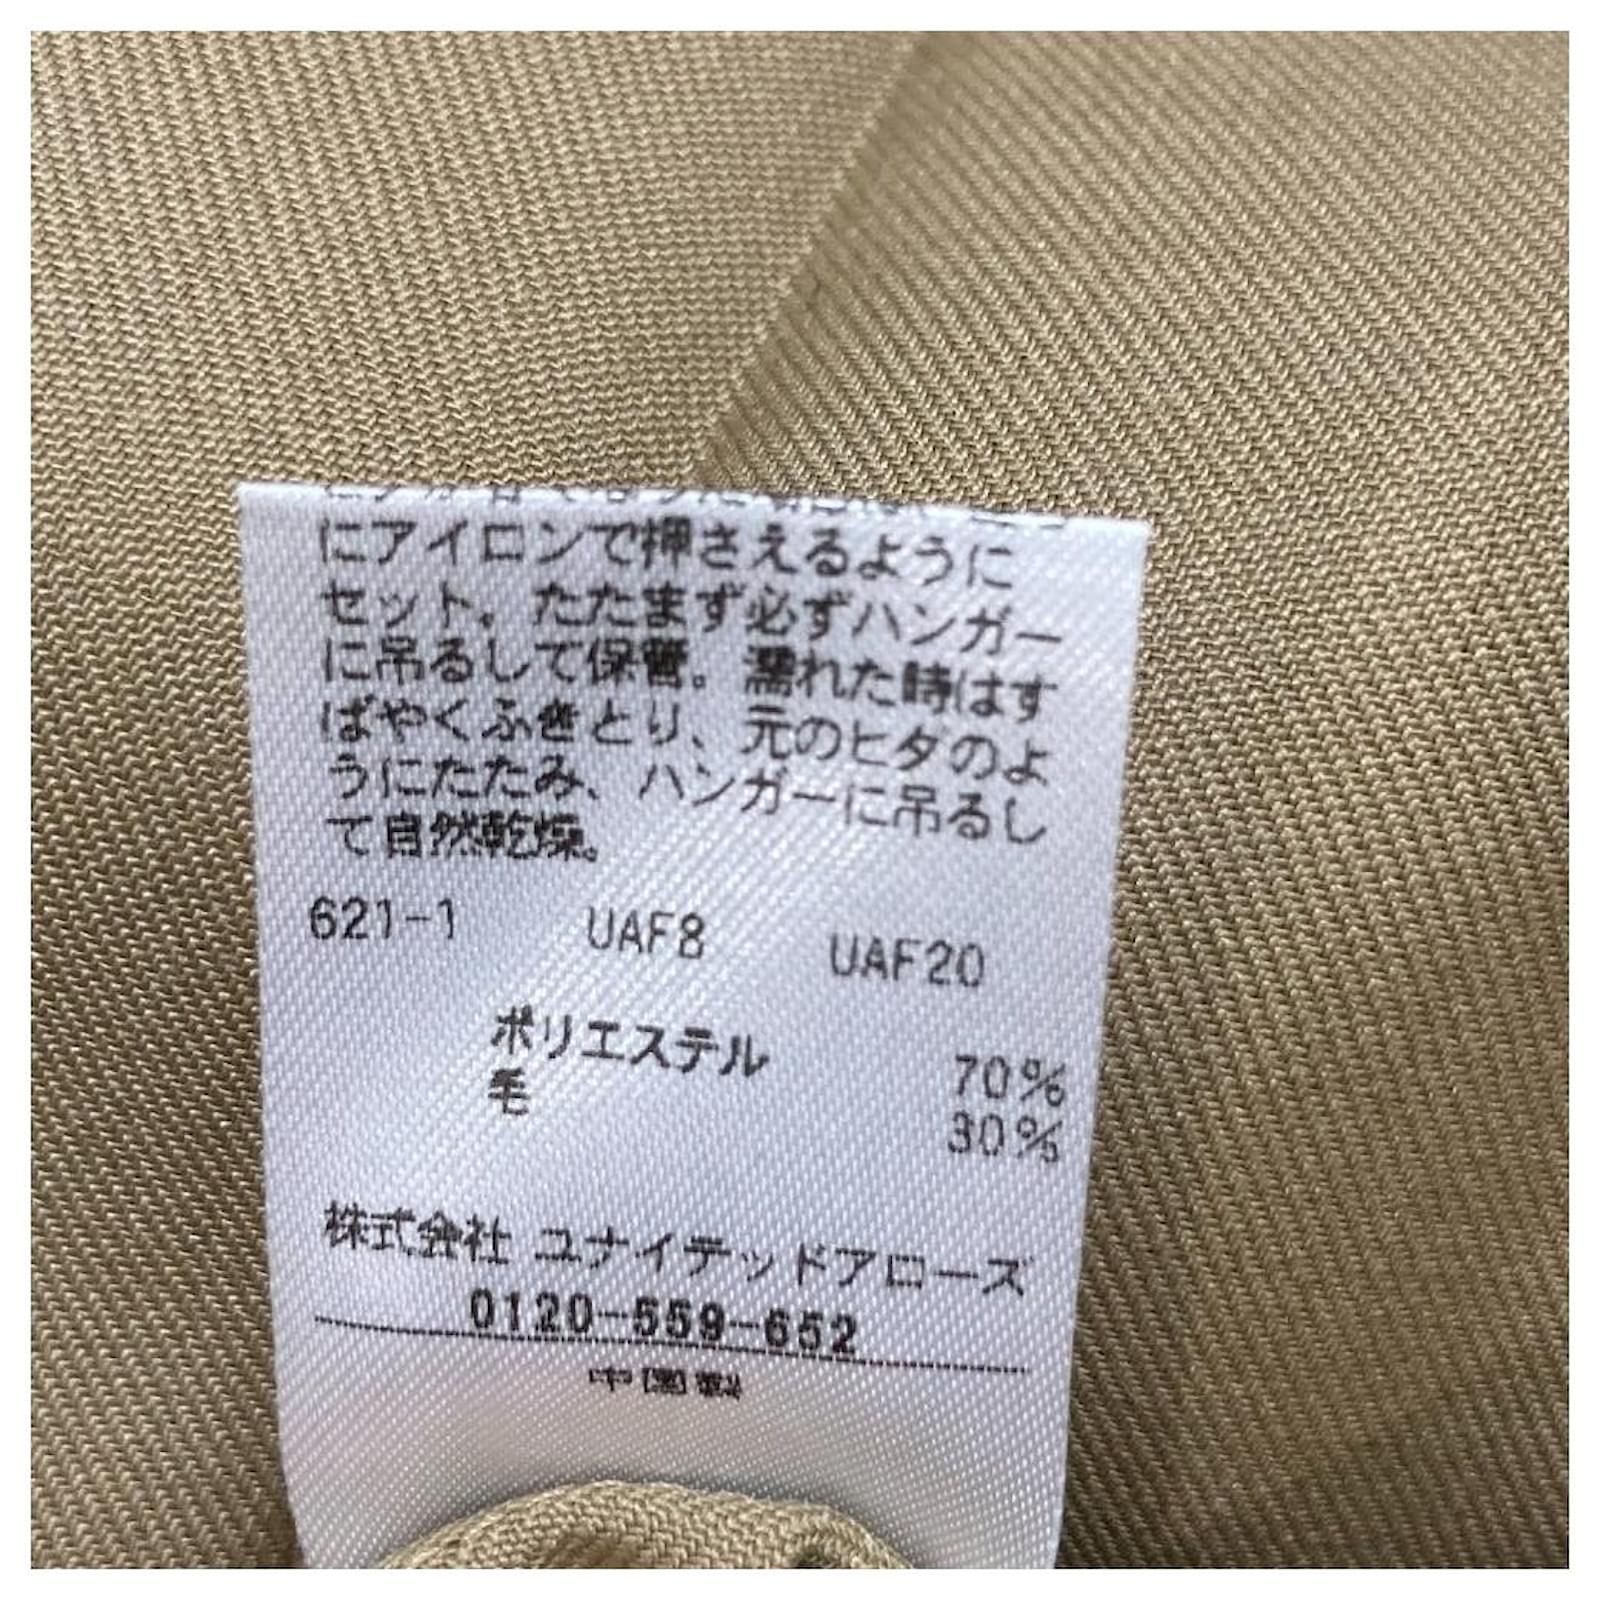 にアイロンで押さえるように
セット。たたまず必ずハンガー
に吊るして保管。濡れた時はす
ばやくふきとり、元のヒダのよ
うにたたみ、ハンガーに吊るし
て自然乾燥。
621-1 UAF8 UAF20
ポリエステル 70%
毛 30%
株式会社 ユナイテッドアローズ
0120-559-652
中国製